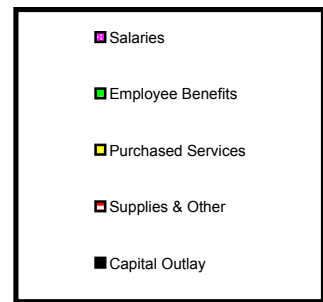 Salaries
Employee Benefits
Purchased Services
Supplies & Other
Capital Outlay